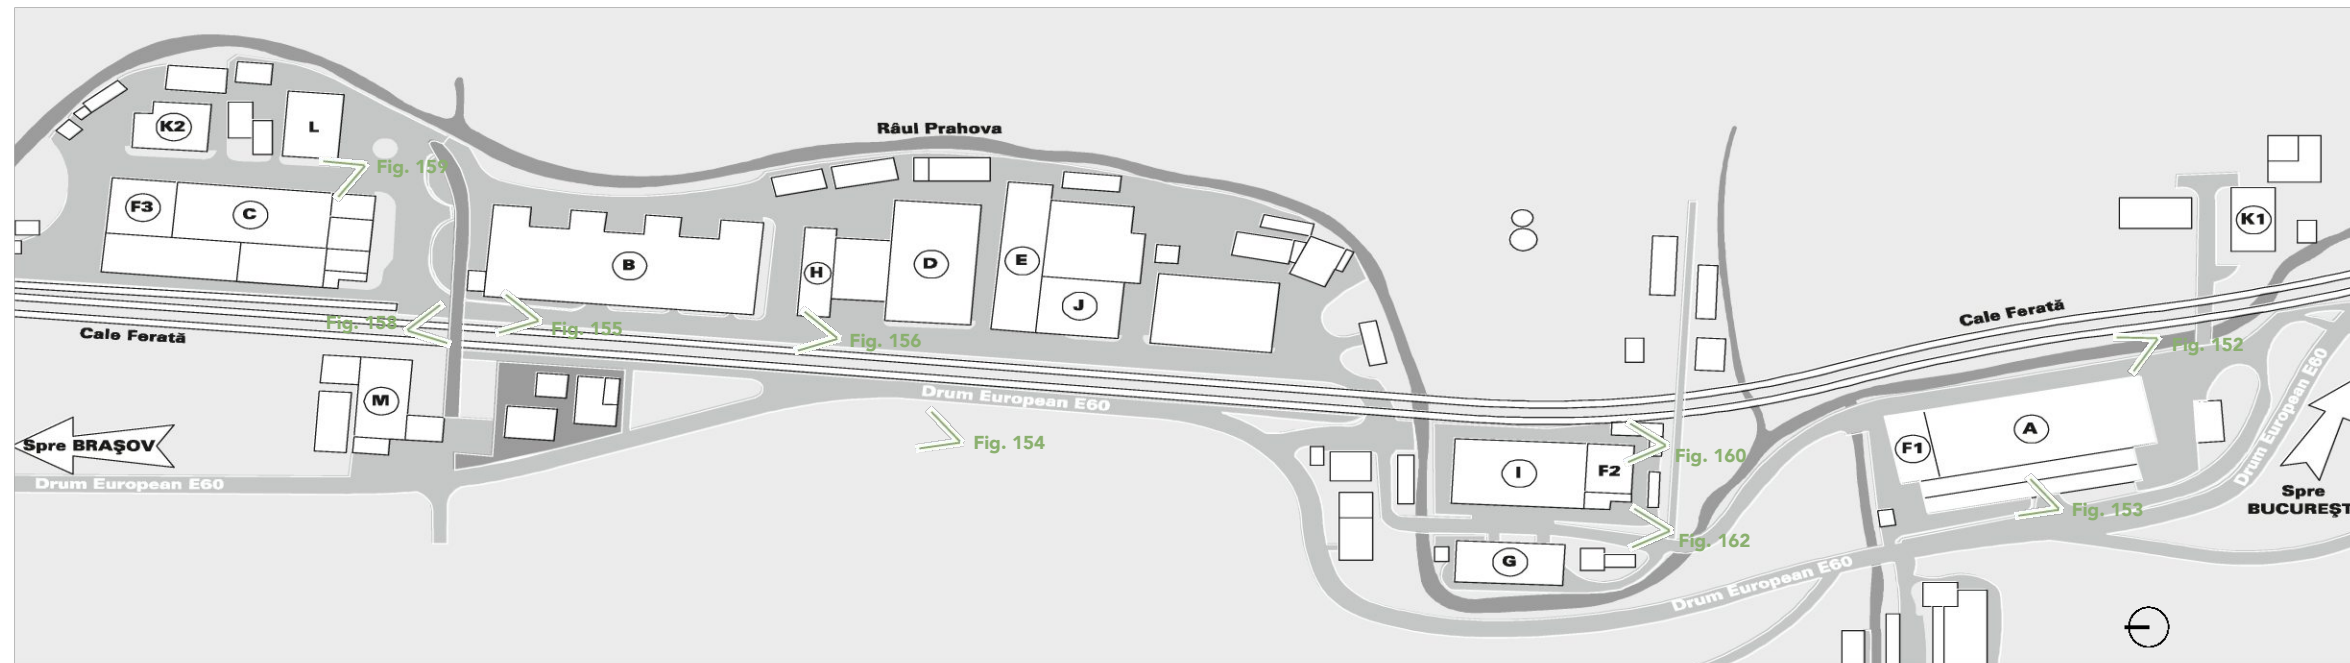 Râul Prahova
K2
L
Fig. 159
F3
C
B
H
D
E
J
K1
Cale Ferată
Fig. 158
Fig. 155
Fig. 156
Cale Ferată
Fig. 152
M
Drum European E60
Drum European E60
Spre BRAŞOV
Fig. 154
I
F2
Fig. 160
F1
A
Drum European E60
Spre
BUCUREŞT
Fig. 153
Fig. 162
G
Drum European E60